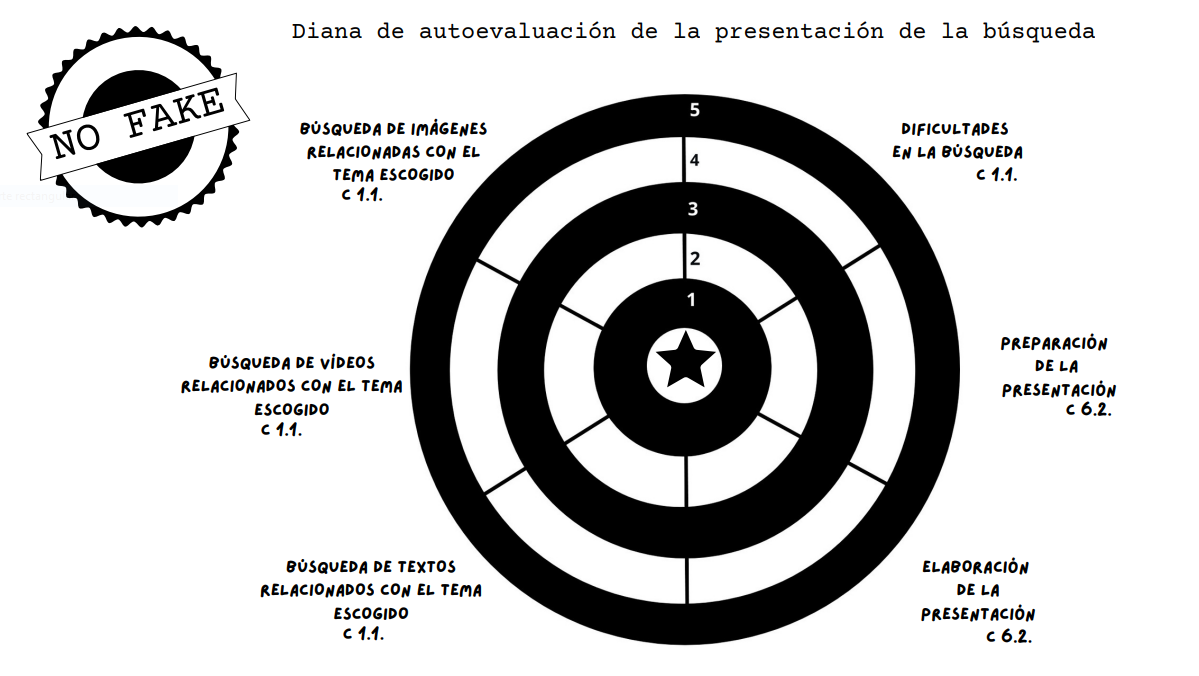 Diana de autoevaluación de la presentación de la búsqueda
NO FAKE
BÚSQUEDA DE IMÁGENES
RELACIONADAS CON EL
TEMA ESCOGIDO
C 1.1.
BÚSQUEDA DE VÍDEOS
RELACIONADOS CON EL TEMA
ESCOGIDO
C 1.1.
BÚSQUEDA DE TEXTOS
RELACIONADOS CON EL TEMA
ESCOGIDO
C 1.1.
5
4
3
2
1
DIFICULTADES
EN LA BÚSQUEDA
C 1.1.
PREPARACIÓN
DE LA
PRESENTACIÓN
C 6.2.
ELABORACIÓN
DE LA
PRESENTACIÓN
C 6.2.